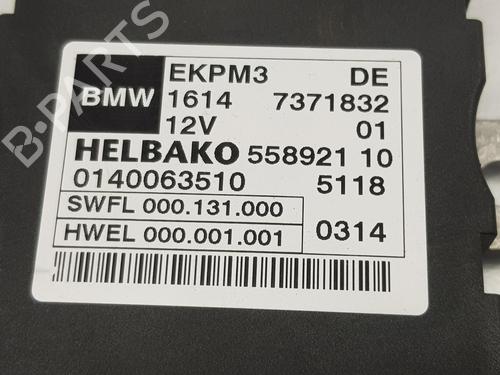 BMW EKPM3 DE
1614 7371832
12V 01
HELBAKO 558921 10
0140063510 5118
SWFL 000.131.000
HWEL 000.001.001 0314
B-PARTS